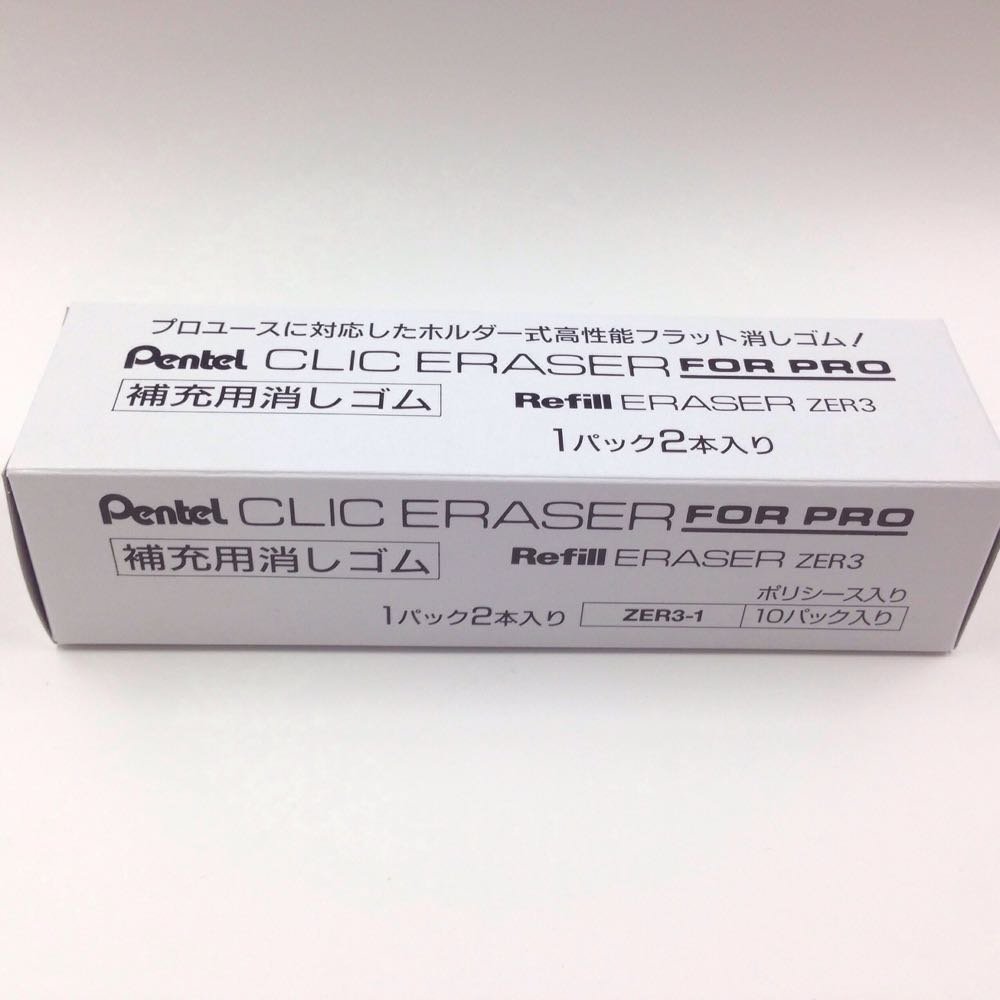 プロユースに対応したホルダー式高性能フラット消しゴム!
Pentel CLIC ERASER FOR PRO
補充用消しゴム Refill ERASER ZER3
1パック2本入り
Pentel CLIC ERASER FOR PRO
補充用消しゴム Refill ERASER ZER3
ポリシース入り
1パック2本入り ZER3-1 10パック入り